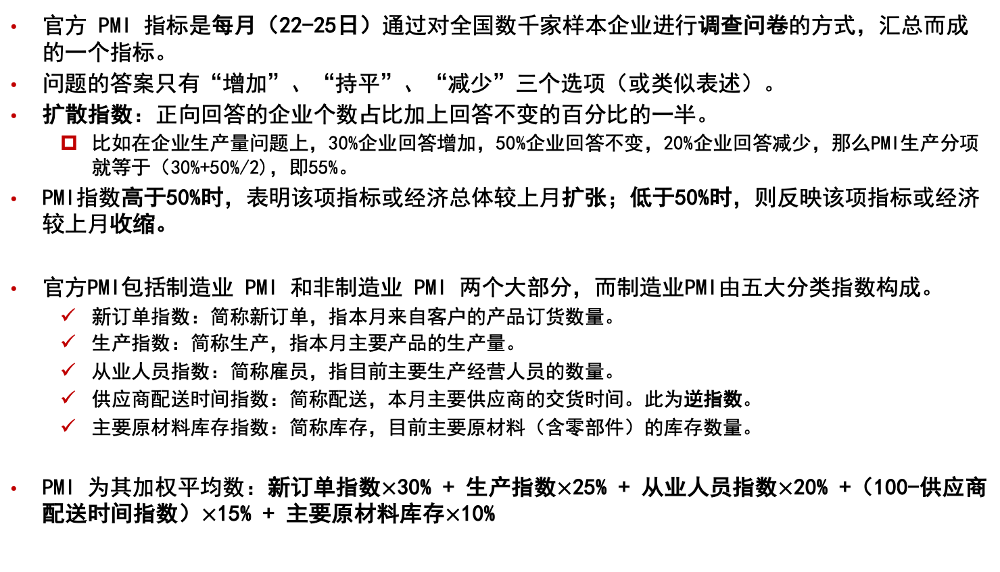 • 官方 PMI 指标是每月（22-25日）通过对全国数千家样本企业进行调查问卷的方式，汇总而成
的一个指标。
• 问题的答案只有“增加”、“持平”、“减少”三个选项（或类似表述）。
• 扩散指数：正向回答的企业个数占比加上回答不变的百分比的一半。
比如在企业生产量问题上，30%企业回答增加，50%企业回答不变，20%企业回答减少，那么PMI生产分项
就等于（30%+50%/2)，即55%。
• PMI指数高于50%时，表明该项指标或经济总体较上月扩张；低于50%时，则反映该项指标或经济
较上月收缩。
• 官方PMI包括制造业 PMI 和非制造业 PMI 两个大部分，而制造业PMI由五大分类指数构成。
✓ 新订单指数：简称新订单，指本月来自客户的产品订货数量。
✓ 生产指数：简称生产，指本月主要产品的生产量。
✓ 从业人员指数：简称雇员，指目前主要生产经营人员的数量。
✓ 供应商配送时间指数：简称配送，本月主要供应商的交货时间。此为逆指数。
✓ 主要原材料库存指数：简称库存，目前主要原材料（含零部件）的库存数量。
• PMI 为其加权平均数：新订单指数×30% + 生产指数×25% + 从业人员指数×20% +（100-供应商
配送时间指数）×15% + 主要原材料库存×10%